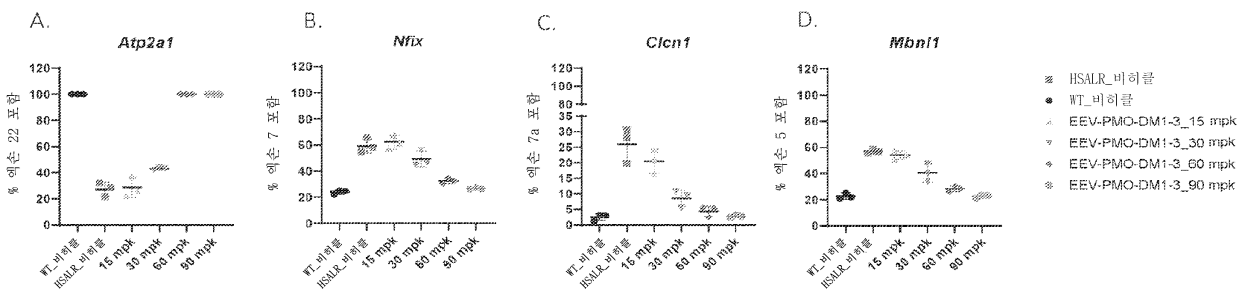 A.
Atp2a1
% 엑손 22 포함
120
100
80
60
40
20
0
WT_비히클
HSALR_비히클
15 mpk
30 mpk
60 mpk
90 mpk
B.
Nfix
% 엑손 7 포함
120
100
80
60
40
20
0
WT_비히클
HSALR_비히클
15 mpk
30 mpk
60 mpk
90 mpk
C.
Clcn1
% 엑손 7a 포함
120
100
80
35
30
25
20
15
10
5
0
WT_비히클
HSALR_비히클
15 mpk
30 mpk
60 mpk
90 mpk
D.
Mbnl1
% 엑손 5 포함
120
100
80
60
40
20
0
WT_비히클
HSALR_비히클
15 mpk
30 mpk
60 mpk
90 mpk
HSALR_비히클
WT_비히클
EEV-PMO-DM1-3_15 mpk
EEV-PMO-DM1-3_30 mpk
EEV-PMO-DM1-3_60 mpk
EEV-PMO-DM1-3_90 mpk